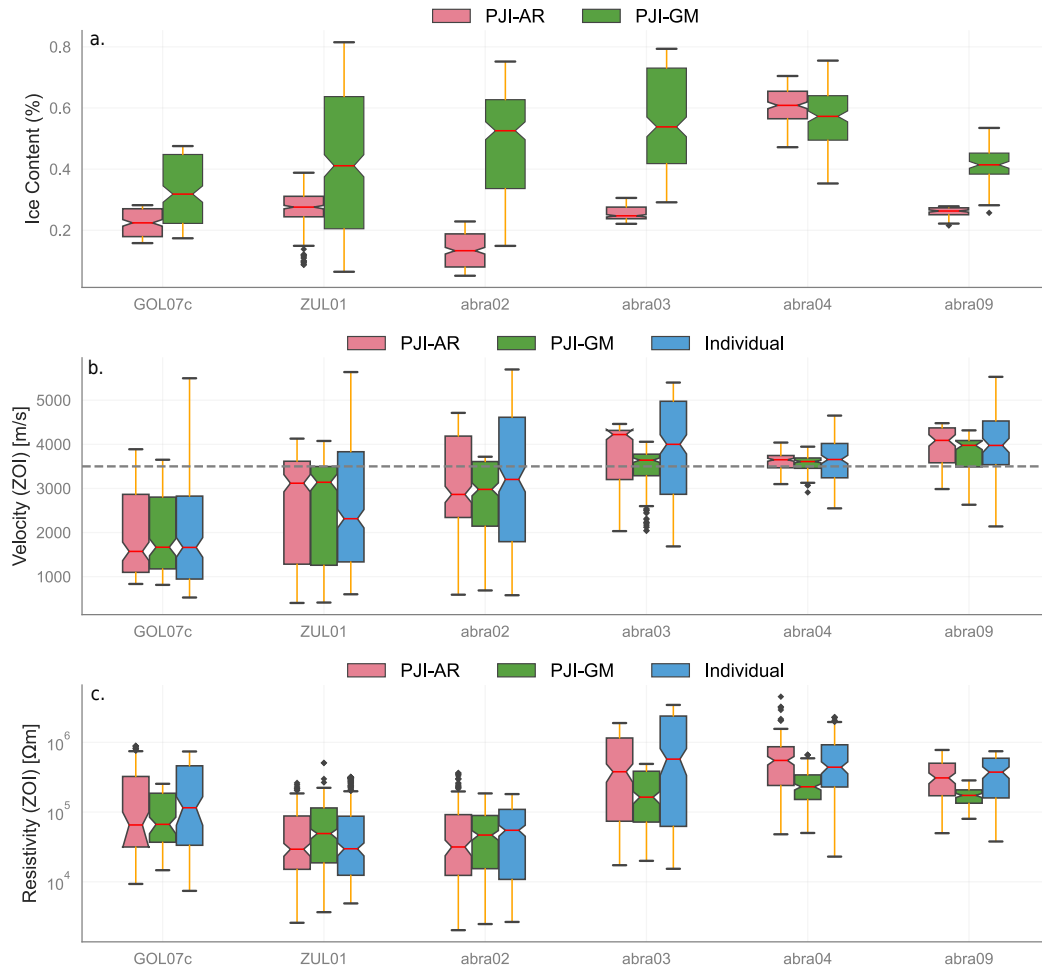 PJI-AR PJI-GM
a.
Ice Content (%)
0.8
0.6
0.4
0.2
GOL07c ZUL01 abra02 abra03 abra04 abra09
PJI-AR PJI-GM Individual
b.
Velocity (ZOI) [m/s]
5000
4000
3000
2000
1000
GOL07c ZUL01 abra02 abra03 abra04 abra09
PJI-AR PJI-GM Individual
c.
Resistivity (ZOI) [Ωm]
10⁶
10⁵
10⁴
GOL07c ZUL01 abra02 abra03 abra04 abra09